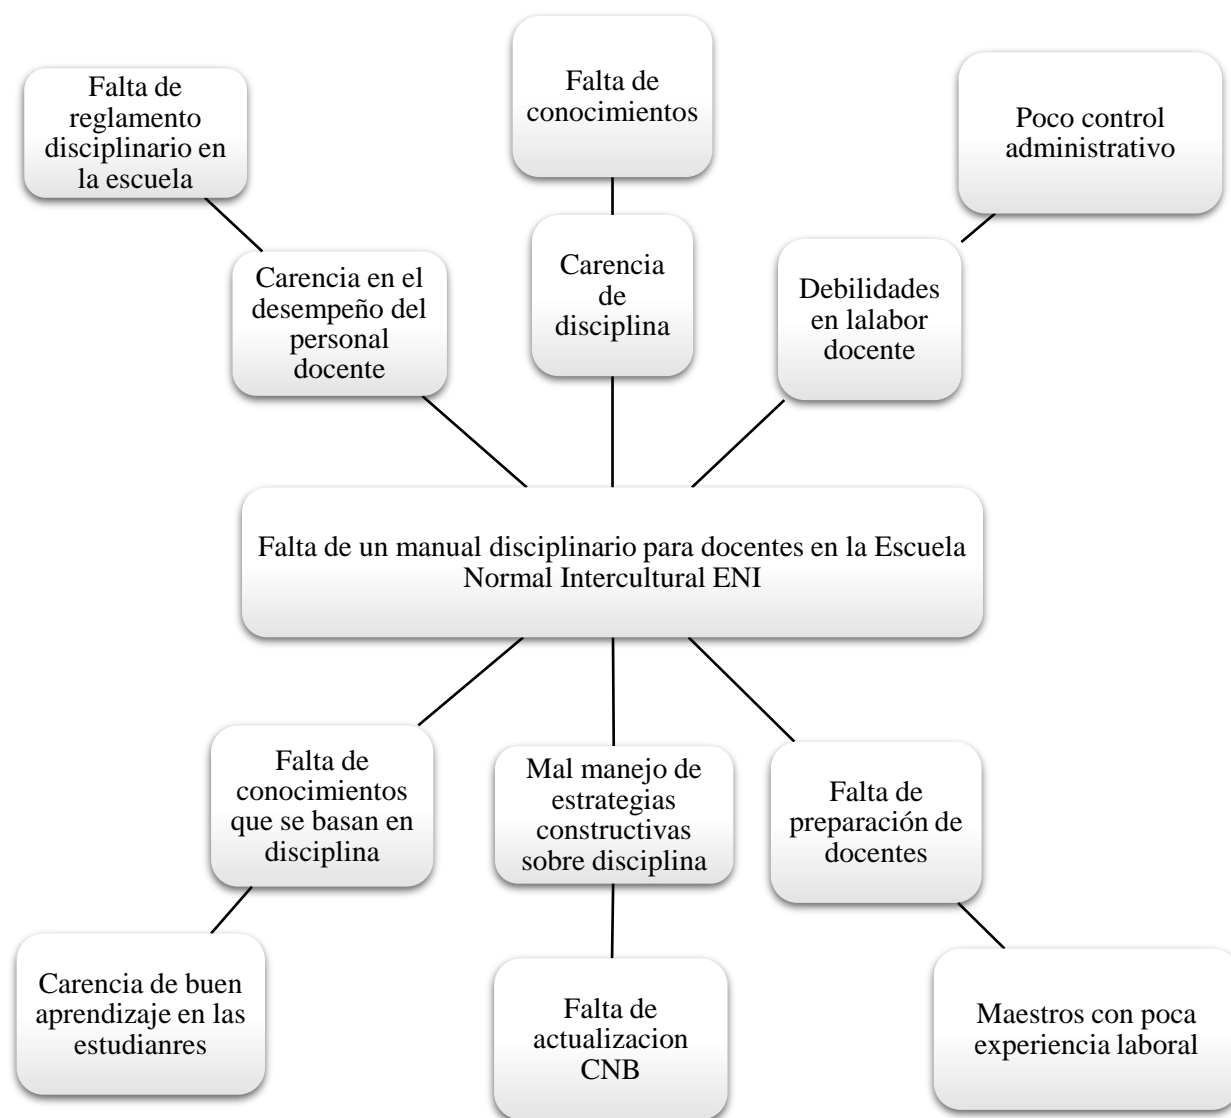 Falta de
reglamento
disciplinario en
la escuela
Falta de
conocimientos
Poco control
administrativo
Carencia en el
desempeño del
personal
docente
Carencia
de
disciplina
Debilidades
en lalabor
docente
Falta de un manual disciplinario para docentes en la Escuela
Normal Intercultural ENI
Falta de
conocimientos
que se basan en
disciplina
Mal manejo de
estrategias
constructivas
sobre disciplina
Falta de
preparación de
docentes
Carencia de buen
aprendizaje en las
estudianres
Falta de
actualizacion
CNB
Maestros con poca
experiencia laboral